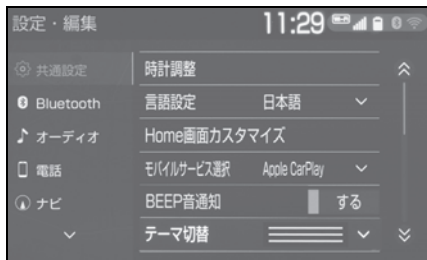 設定・編集 11:29
共通設定
時計調整
Bluetooth
言語設定 日本語
オーディオ
Home画面カスタマイズ
電話
モバイルサービス選択 Apple CarPlay
ナビ
BEEP音通知 する
テーマ切替